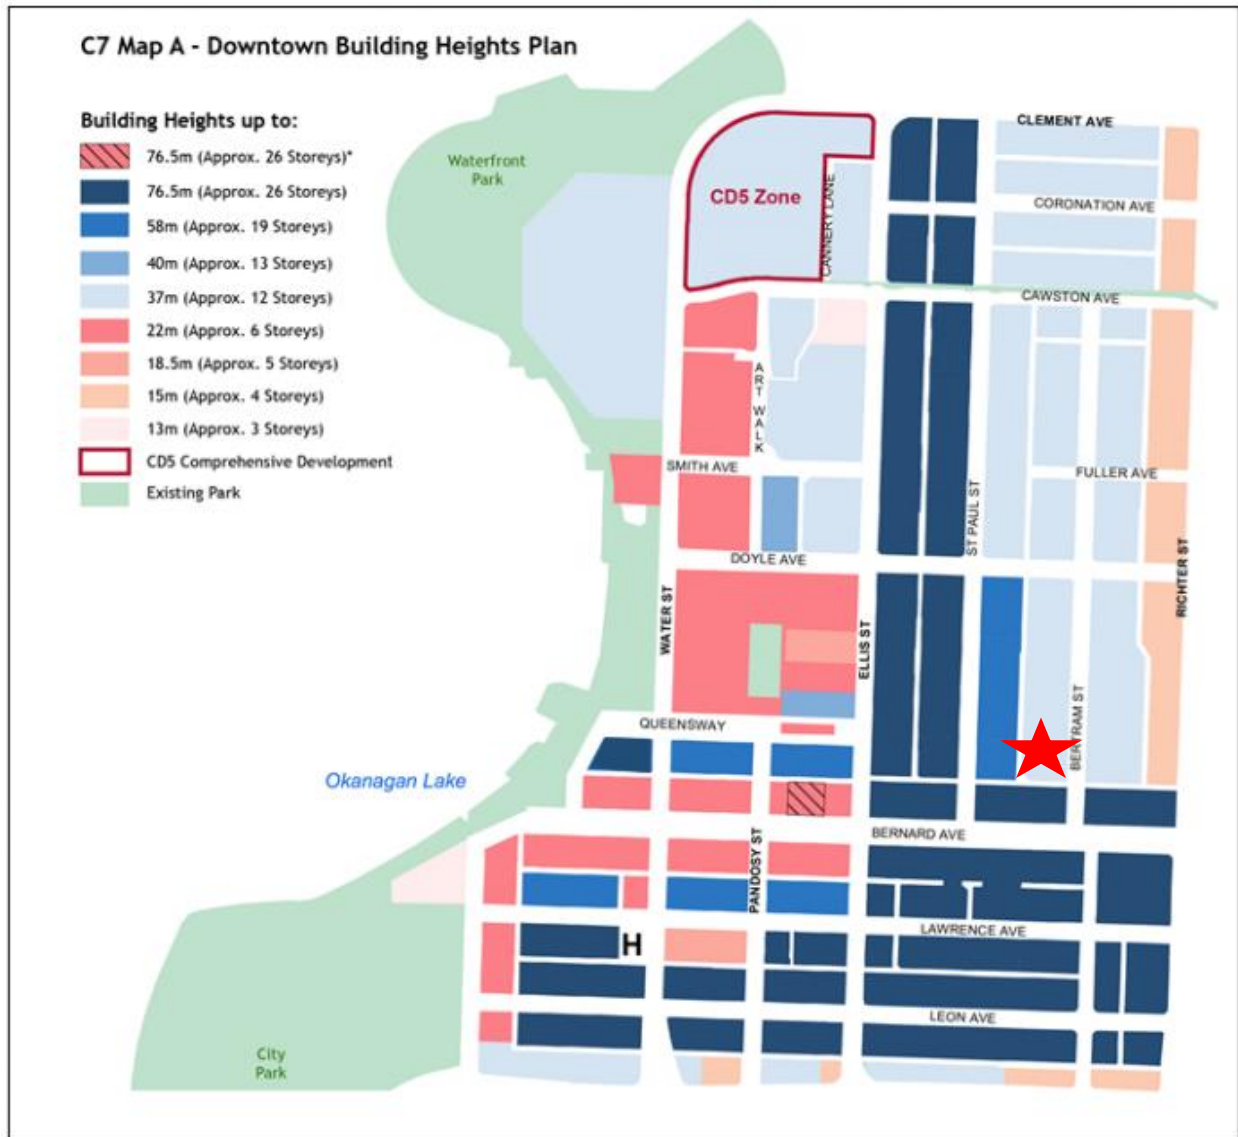 C7 Map A - Downtown Building Heights Plan
Building Heights up to:
76.5m (Approx. 26 Storeys)*
76.5m (Approx. 26 Storeys)
58m (Approx. 19 Storeys)
40m (Approx. 13 Storeys)
37m (Approx. 12 Storeys)
22m (Approx. 6 Storeys)
18.5m (Approx. 5 Storeys)
15m (Approx. 4 Storeys)
13m (Approx. 3 Storeys)
CD5 Comprehensive Development
Existing Park
Waterfront
Park
CD5 Zone
CANNERY LANE
CLEMENT AVE
CORONATION AVE
CAWSTON AVE
ART WALK
SMITH AVE
FULLER AVE
ST PAUL ST
DOYLE AVE
WATER ST
ELLIS ST
RICHTER ST
BERTRAM ST
QUEENSWAY
Okanagan Lake
PANDOSY ST
BERNARD AVE
LAWRENCE AVE
H
LEON AVE
City
Park